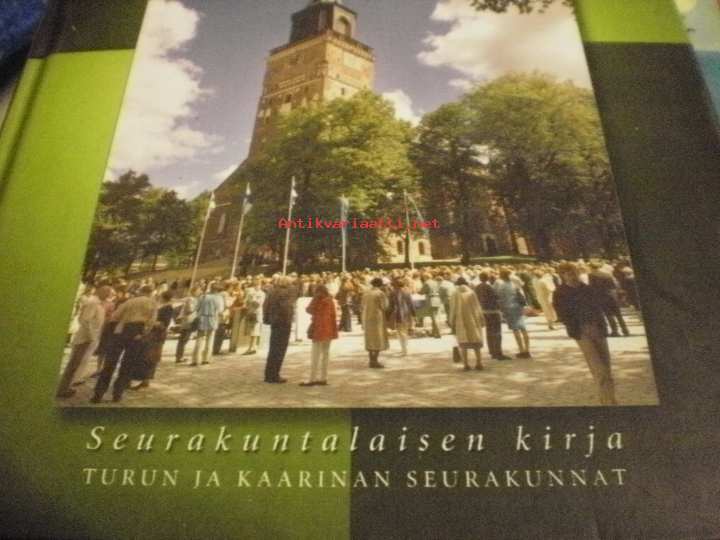 Antikvariaatti.net
Seurakuntalaisen kirja
TURUN JA KAARINAN SEURAKUNNAT